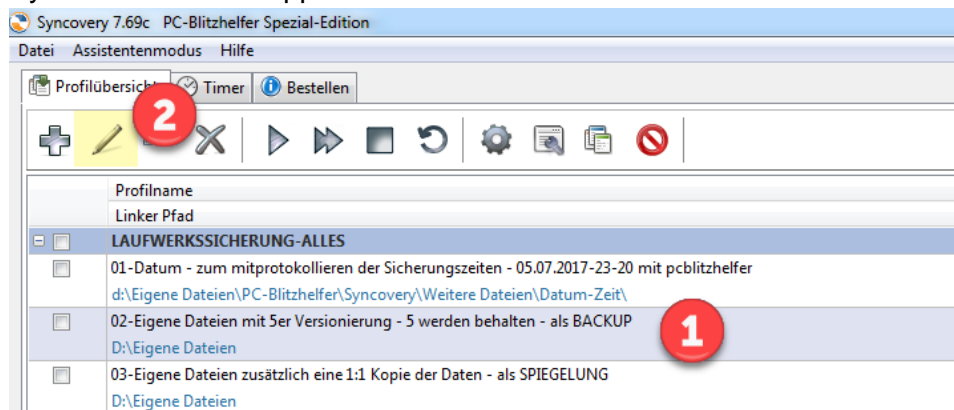 Syncovery 7.69c PC-Blitzhelfer Spezial-Edition
Datei Assistentenmodus Hilfe
Profilübersicht Timer Bestellen
2
Profilname
Linker Pfad
LAUFWERKSSICHERUNG-ALLES
01-Datum - zum mitprotokollieren der Sicherungszeiten - 05.07.2017-23-20 mit pcblitzhelfer
d:\Eigene Dateien\PC-Blitzhelfer\Syncovery\Weitere Dateien\Datum-Zeit\
02-Eigene Dateien mit 5er Versionierung - 5 werden behalten - als BACKUP
1
D:\Eigene Dateien
03-Eigene Dateien zusätzlich eine 1:1 Kopie der Daten - als SPIEGELUNG
D:\Eigene Dateien